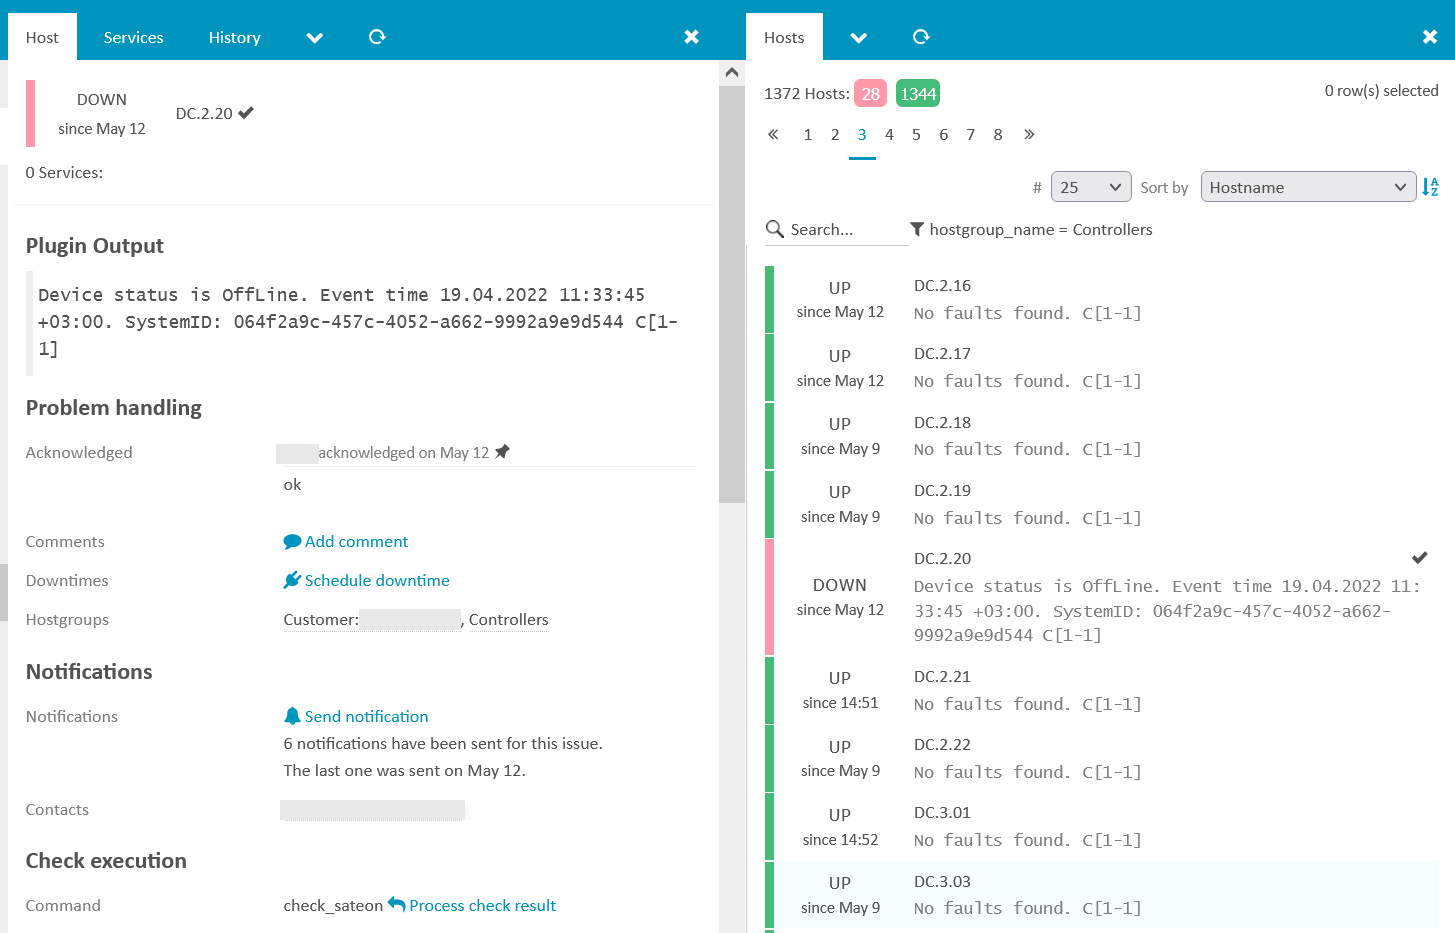 Host Services History
DOWN
since May 12
DC.2.20
0 Services:
Plugin Output
Device status is OffLine. Event time 19.04.2022 11:33:45
+03:00. SystemID: 064f2a9c-457c-4052-a662-9992a9e9d544 C[1-
1]
Problem handling
Acknowledged acknowledged on May 12
ok
Comments Add comment
Downtimes Schedule downtime
Hostgroups Customer: , Controllers
Notifications
Notifications Send notification
6 notifications have been sent for this issue.
The last one was sent on May 12.
Contacts
Check execution
Command check_sateon Process check result
Hosts
1372 Hosts: 28 1344 0 row(s) selected
« 1 2 3 4 5 6 7 8 »
# 25 Sort by Hostname
Search... hostgroup_name = Controllers
UP
since May 12
DC.2.16
No faults found. C[1-1]
UP
since May 12
DC.2.17
No faults found. C[1-1]
UP
since May 9
DC.2.18
No faults found. C[1-1]
UP
since May 9
DC.2.19
No faults found. C[1-1]
DOWN
since May 12
DC.2.20
Device status is OffLine. Event time 19.04.2022 11:
33:45 +03:00. SystemID: 064f2a9c-457c-4052-a662-
9992a9e9d544 C[1-1]
UP
since 14:51
DC.2.21
No faults found. C[1-1]
UP
since May 9
DC.2.22
No faults found. C[1-1]
UP
since 14:52
DC.3.01
No faults found. C[1-1]
UP
since May 9
DC.3.03
No faults found. C[1-1]